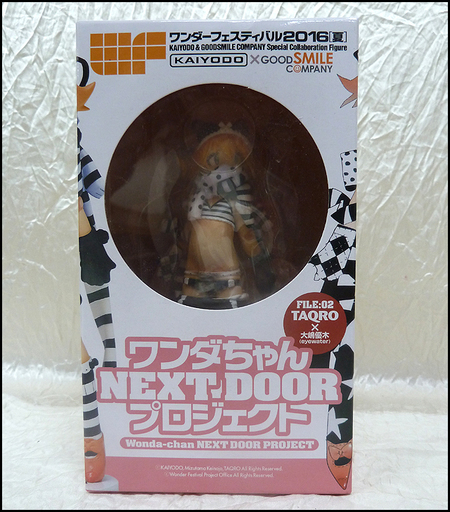 ワンダーフェスティバル2016[夏]
KAIYODO & GOODSMILE COMPANY Special Collaboration Figure
KAIYODO × GOOD SMILE COMPANY
FILE:02
TAQRO
×
大嶋優木
(eyewater)
ワンダちゃん
NEXT DOOR
プロジェクト
Wonda-chan NEXT DOOR PROJECT
©KAIYODO, Murakami-Keniou, TAQRO All Rights Reserved.
©Wonder Festival Project Office All Rights Reserved.